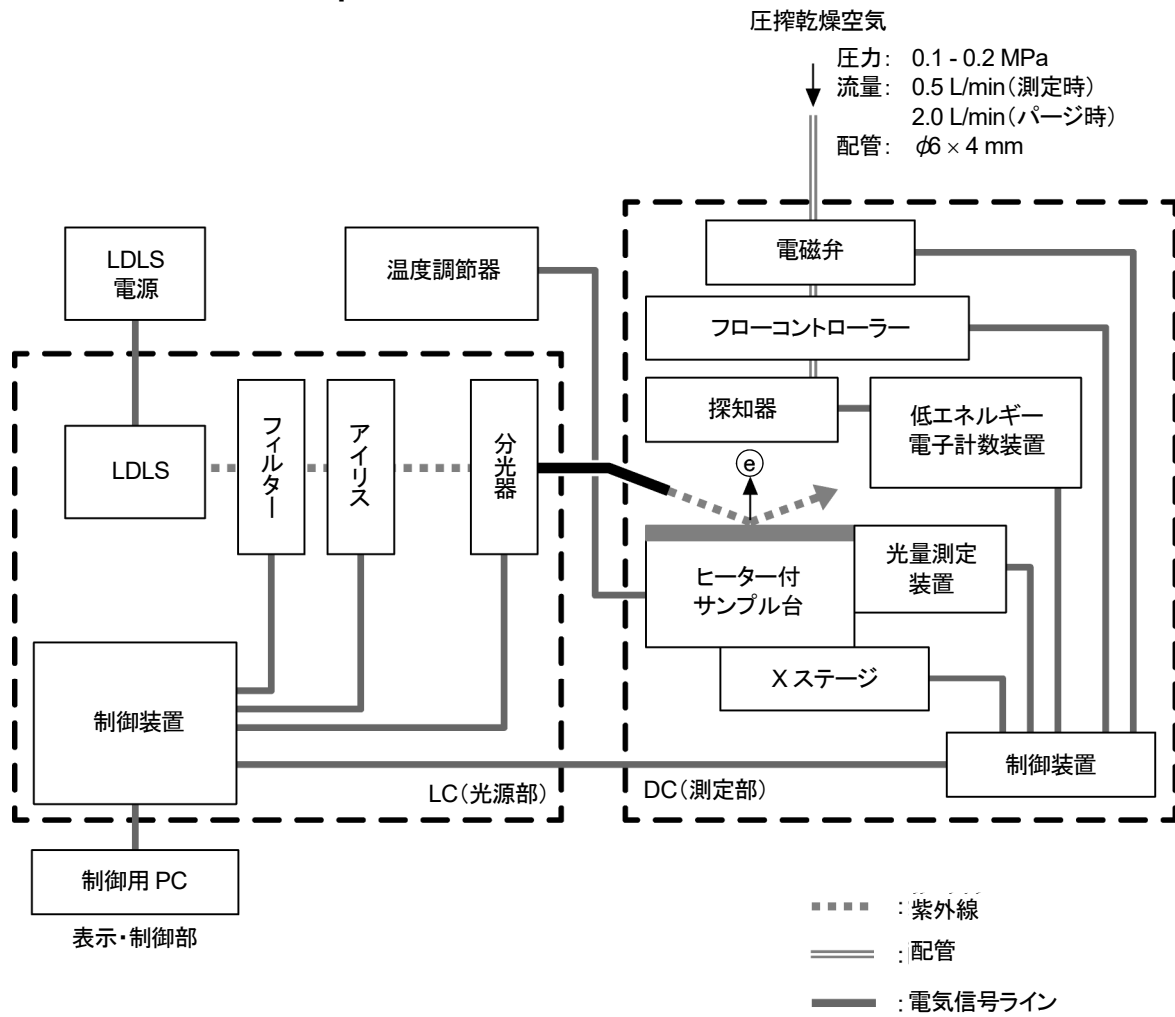 圧搾乾燥空気
圧力： 0.1 - 0.2 MPa
流量： 0.5 L/min（測定時）
2.0 L/min（パージ時）
配管： ϕ6 × 4 mm
LDLS
電源
温度調節器
電磁弁
フローコントローラー
探知器
低エネルギー
電子計数装置
LDLS
フィルター
アイリス
分光器
e
ヒーター付
サンプル台
光量測定
装置
X ステージ
制御装置
制御装置
LC（光源部）
DC（測定部）
制御用 PC
表示・制御部
：紫外線
：配管
：電気信号ライン